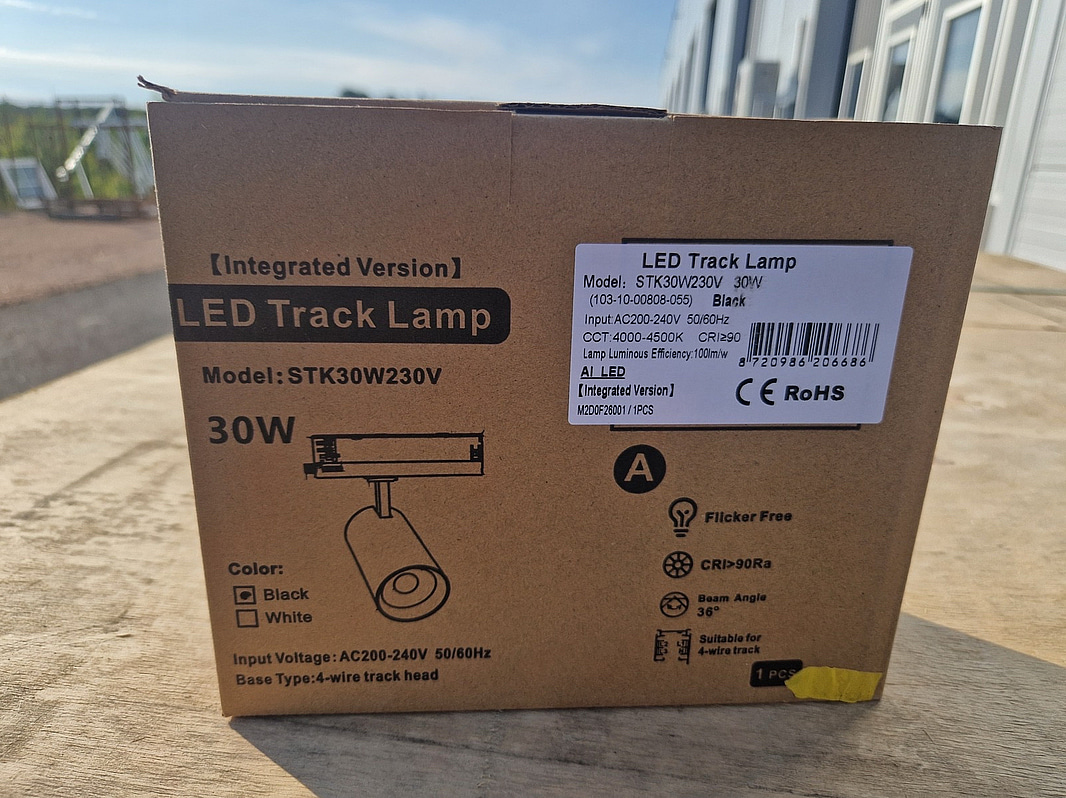 【Integrated Version】
LED Track Lamp
Model:STK30W230V
30W
Color:
Black
White
Input Voltage:AC200-240V 50/60Hz
Base Type:4-wire track head
LED Track Lamp
Model: STK30W230V 30W
(103-10-00808-055) Black
Input:AC200-240V 50/60Hz
CCT:4000-4500K CRI≥90
Lamp Luminous Efficiency:100lm/w
8 720986 206686
AI LED
【Integrated Version】
CE RoHS
M2D0F26001 / 1PCS
A
Flicker Free
CRI>90Ra
Beam Angle
36°
Suitable for
4-wire track
1 PCS